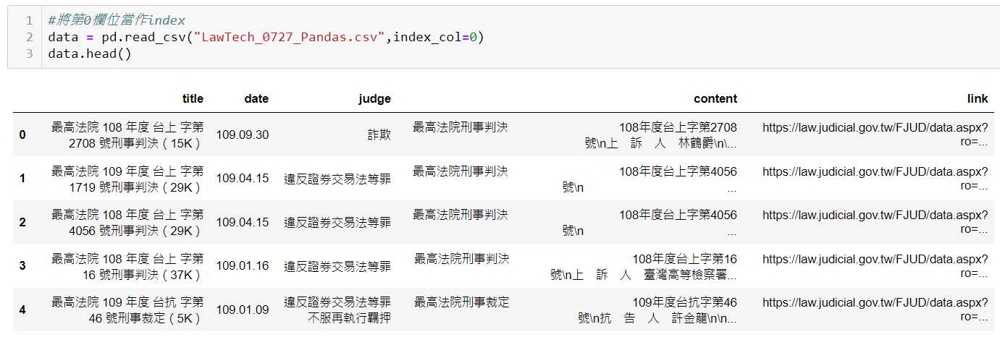 1 #將第0欄位當作index
2 data = pd.read_csv("LawTech_0727_Pandas.csv",index_col=0)
3 data.head()
title date judge content link
0 最高法院 108 年度 台上 字第 2708 號刑事判決（15K） 109.09.30 詐欺 最高法院刑事判決 108年度台上字第2708 號\n上 訴 人 林鶴爵\n\... https://law.judicial.gov.tw/FJUD/data.aspx?ro=...
1 最高法院 109 年度 台上 字第 1719 號刑事判決（29K） 109.04.15 違反證券交易法等罪 最高法院刑事判決 108年度台上字第4056 號\n ... https://law.judicial.gov.tw/FJUD/data.aspx?ro=...
2 最高法院 108 年度 台上 字第 4056 號刑事判決（29K） 109.04.15 違反證券交易法等罪 最高法院刑事判決 108年度台上字第4056 號\n ... https://law.judicial.gov.tw/FJUD/data.aspx?ro=...
3 最高法院 108 年度 台上 字第 16 號刑事判決（37K） 109.01.16 違反證券交易法等罪 最高法院刑事判決 108年度台上字第16 號\n上 訴 人 臺灣高等檢察署... https://law.judicial.gov.tw/FJUD/data.aspx?ro=...
4 最高法院 109 年度 台抗 字第 46 號刑事裁定（5K） 109.01.09 違反證券交易法等罪不服再執行羈押 最高法院刑事裁定 109年度台抗字第46 號\n抗 告 人 許金龍\n\n... https://law.judicial.gov.tw/FJUD/data.aspx?ro=...